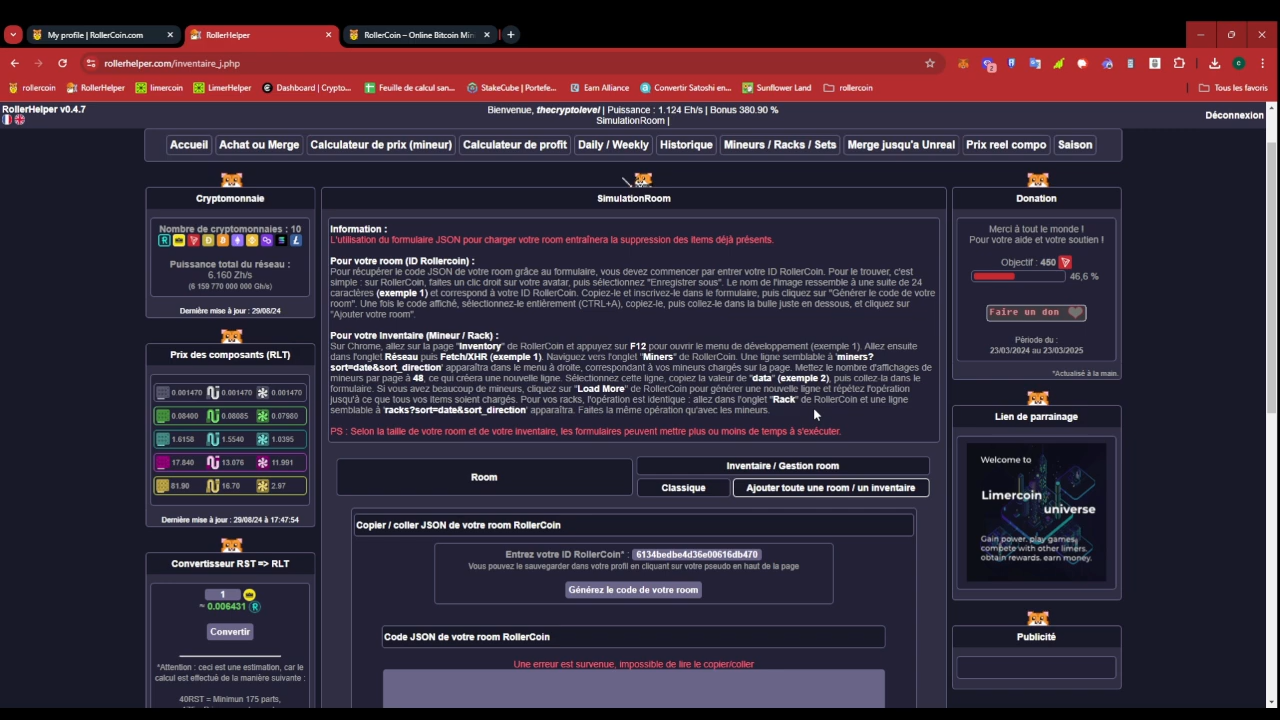 My profile | RollerCoin.com
RollerHelper
RollerCoin – Online Bitcoin Min
rollerhelper.com/inventaire_j.php
rollercoin
RollerHelper
limercoin
LimerHelper
Dashboard | Crypto...
Feuille de calcul san...
StakeCube | Portefe...
Earn Alliance
Convertir Satoshi en...
Sunflower Land
rollercoin
Tous les favoris
RollerHelper v0.4.7
Bienvenue, thecryptolevel | Puissance : 1.124 Eh/s | Bonus 380.90 %
SimulationRoom |
Déconnexion
Accueil
Achat ou Merge
Calculateur de prix (mineur)
Calculateur de profit
Daily / Weekly
Historique
Mineurs / Racks / Sets
Merge jusqu'a Unreal
Prix reel compo
Saison
Cryptomonnaie
Nombre de cryptomonnaies : 10
Puissance total du réseau :
6.160 Zh/s
(6 159 770 000 000 Gh/s)
Dernière mise à jour : 29/08/24
Prix des composants (RLT)
0.001470 0.001470 0.001470
0.08400 0.08085 0.07980
1.6158 1.5540 1.0395
17.840 13.076 11.991
81.90 16.70 2.97
Dernière mise à jour : 29/08/24 à 17:47:54
Convertisseur RST => RLT
1
~ 0.006431
Convertir
*Attention : ceci est une estimation, car le
calcul est effectué de la manière suivante :
40RST = Minimun 175 parts,
SimulationRoom
Information :
L'utilisation du formulaire JSON pour charger votre room entraînera la suppression des items déjà présents.
Pour votre room (ID Rollercoin) :
Pour récupérer le code JSON de votre room grâce au formulaire, vous devez commencer par entrer votre ID RollerCoin. Pour le trouver, c'est
simple : sur RollerCoin, faites un clic droit sur votre avatar, puis sélectionnez "Enregistrer sous". Le nom de l'image ressemble à une suite de 24
caractères (exemple 1) et correspond à votre ID RollerCoin. Copiez-le et inscrivez-le dans le formulaire, puis cliquez sur "Générer le code de votre
room". Une fois le code affiché, sélectionnez-le entièrement (CTRL+A), copiez-le, puis collez-le dans la bulle juste en dessous, et cliquez sur
"Ajouter votre room".
Pour votre Inventaire (Mineur / Rack) :
Sur Chrome, allez sur la page "Inventory" de RollerCoin et appuyez sur F12 pour ouvrir le menu de développement (exemple 1). Allez ensuite
dans l'onglet Réseau puis Fetch/XHR (exemple 1). Naviguez vers l'onglet "Miners" de RollerCoin. Une ligne semblable à 'miners?
sort=date&sort_direction' apparaîtra dans le menu à droite, correspondant à vos mineurs chargés sur la page. Mettez le nombre d'affichages de
mineurs par page à 48, ce qui créera une nouvelle ligne. Sélectionnez cette ligne, copiez la valeur de "data" (exemple 2), puis collez-la dans le
formulaire. Si vous avez beaucoup de mineurs, cliquez sur "Load More" de RollerCoin pour générer une nouvelle ligne et répétez l'opération
jusqu'à ce que tous vos items soient chargés. Pour vos racks, l'opération est identique : allez dans l'onglet "Rack" de RollerCoin et une ligne
semblable à 'racks?sort=date&sort_direction' apparaîtra. Faites la même opération qu'avec les mineurs.
PS : Selon la taille de votre room et de votre inventaire, les formulaires peuvent mettre plus ou moins de temps à s'exécuter.
Room
Inventaire / Gestion room
Classique
Ajouter toute une room / un inventaire
Copier / coller JSON de votre room RollerCoin
Entrez votre ID RollerCoin* : 6134bedbe4d36e00616db470
Vous pouvez le sauvegarder dans votre profil en cliquant sur votre pseudo en haut de la page
Générez le code de votre room
Code JSON de votre room RollerCoin
Une erreur est survenue, impossible de lire le copier/coller
Donation
Merci à tout le monde !
Pour votre aide et votre soutien !
Objectif : 450
46,6 %
Faire un don
Période du :
23/03/2024 au 23/03/2025
*Actualisé à la main.
Lien de parrainage
Welcome to
Limercoin
universe
Gain power, play games,
compete with other limers,
obtain rewards, earn money.
Publicité